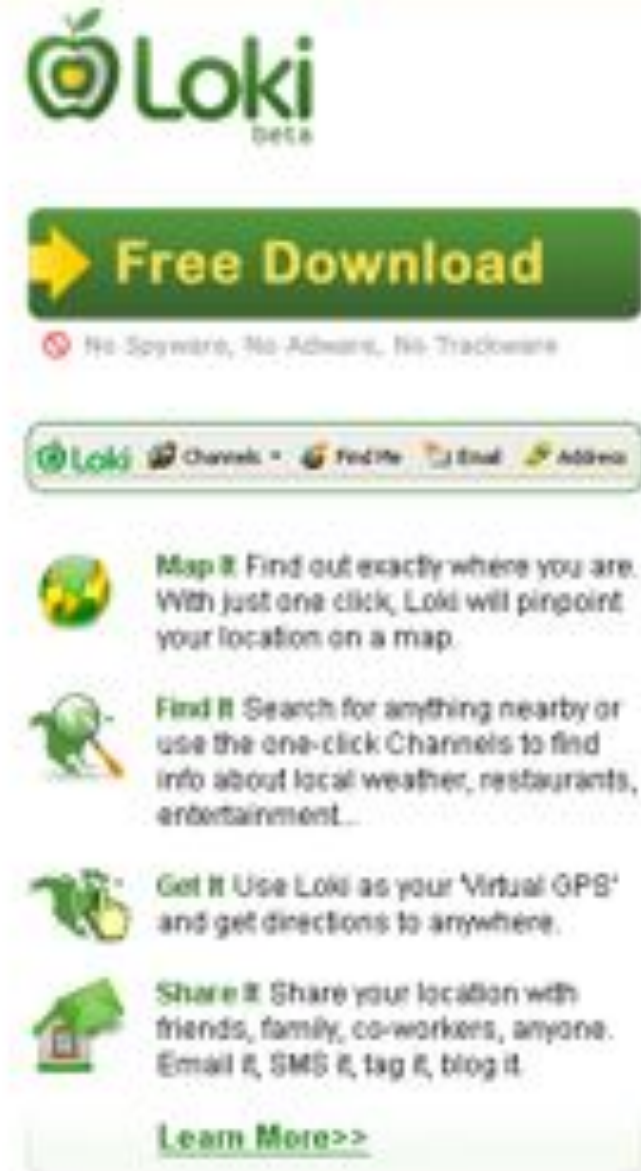 Loki
beta
Free Download
No Spyware, No Adware, No Trackware
Loki Channels Find Me Email Address
Map It Find out exactly where you are.
With just one click, Loki will pinpoint
your location on a map.
Find It Search for anything nearby or
use the one-click Channels to find
info about local weather, restaurants,
entertainment...
Get It Use Loki as your 'Virtual GPS'
and get directions to anywhere.
Share It Share your location with
friends, family, co-workers, anyone.
Email it, SMS it, tag it, blog it.
Learn More>>